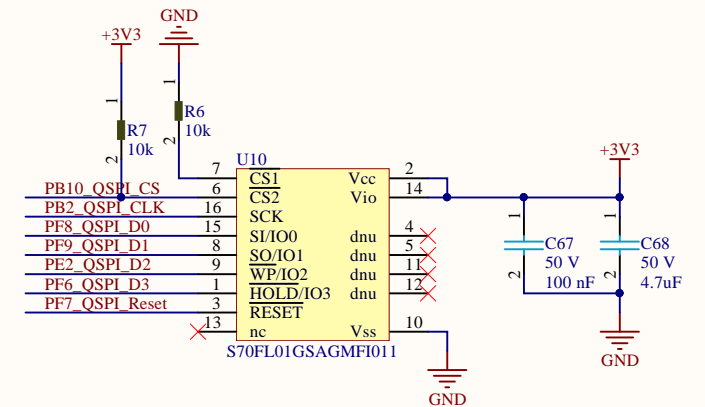 GND
+3V3
1
1
R6
10k
R7
10k
2
2
U10
7
CS1
Vcc
2
+3V3
PB10_QSPI_CS
6
CS2
Vio
14
PB2_QSPI_CLK
16
SCK
PF8_QSPI_D0
15
SI/IO0
dnu
4
1
1
PF9_QSPI_D1
8
SO/IO1
dnu
5
C67
C68
PE2_QSPI_D2
9
WP/IO2
dnu
11
50 V
50 V
PF6_QSPI_D3
1
HOLD/IO3
dnu
12
2
100 nF
2
4.7uF
PF7_QSPI_Reset
3
RESET
13
nc
Vss
10
S70FL01GSAGMFI011
GND
GND